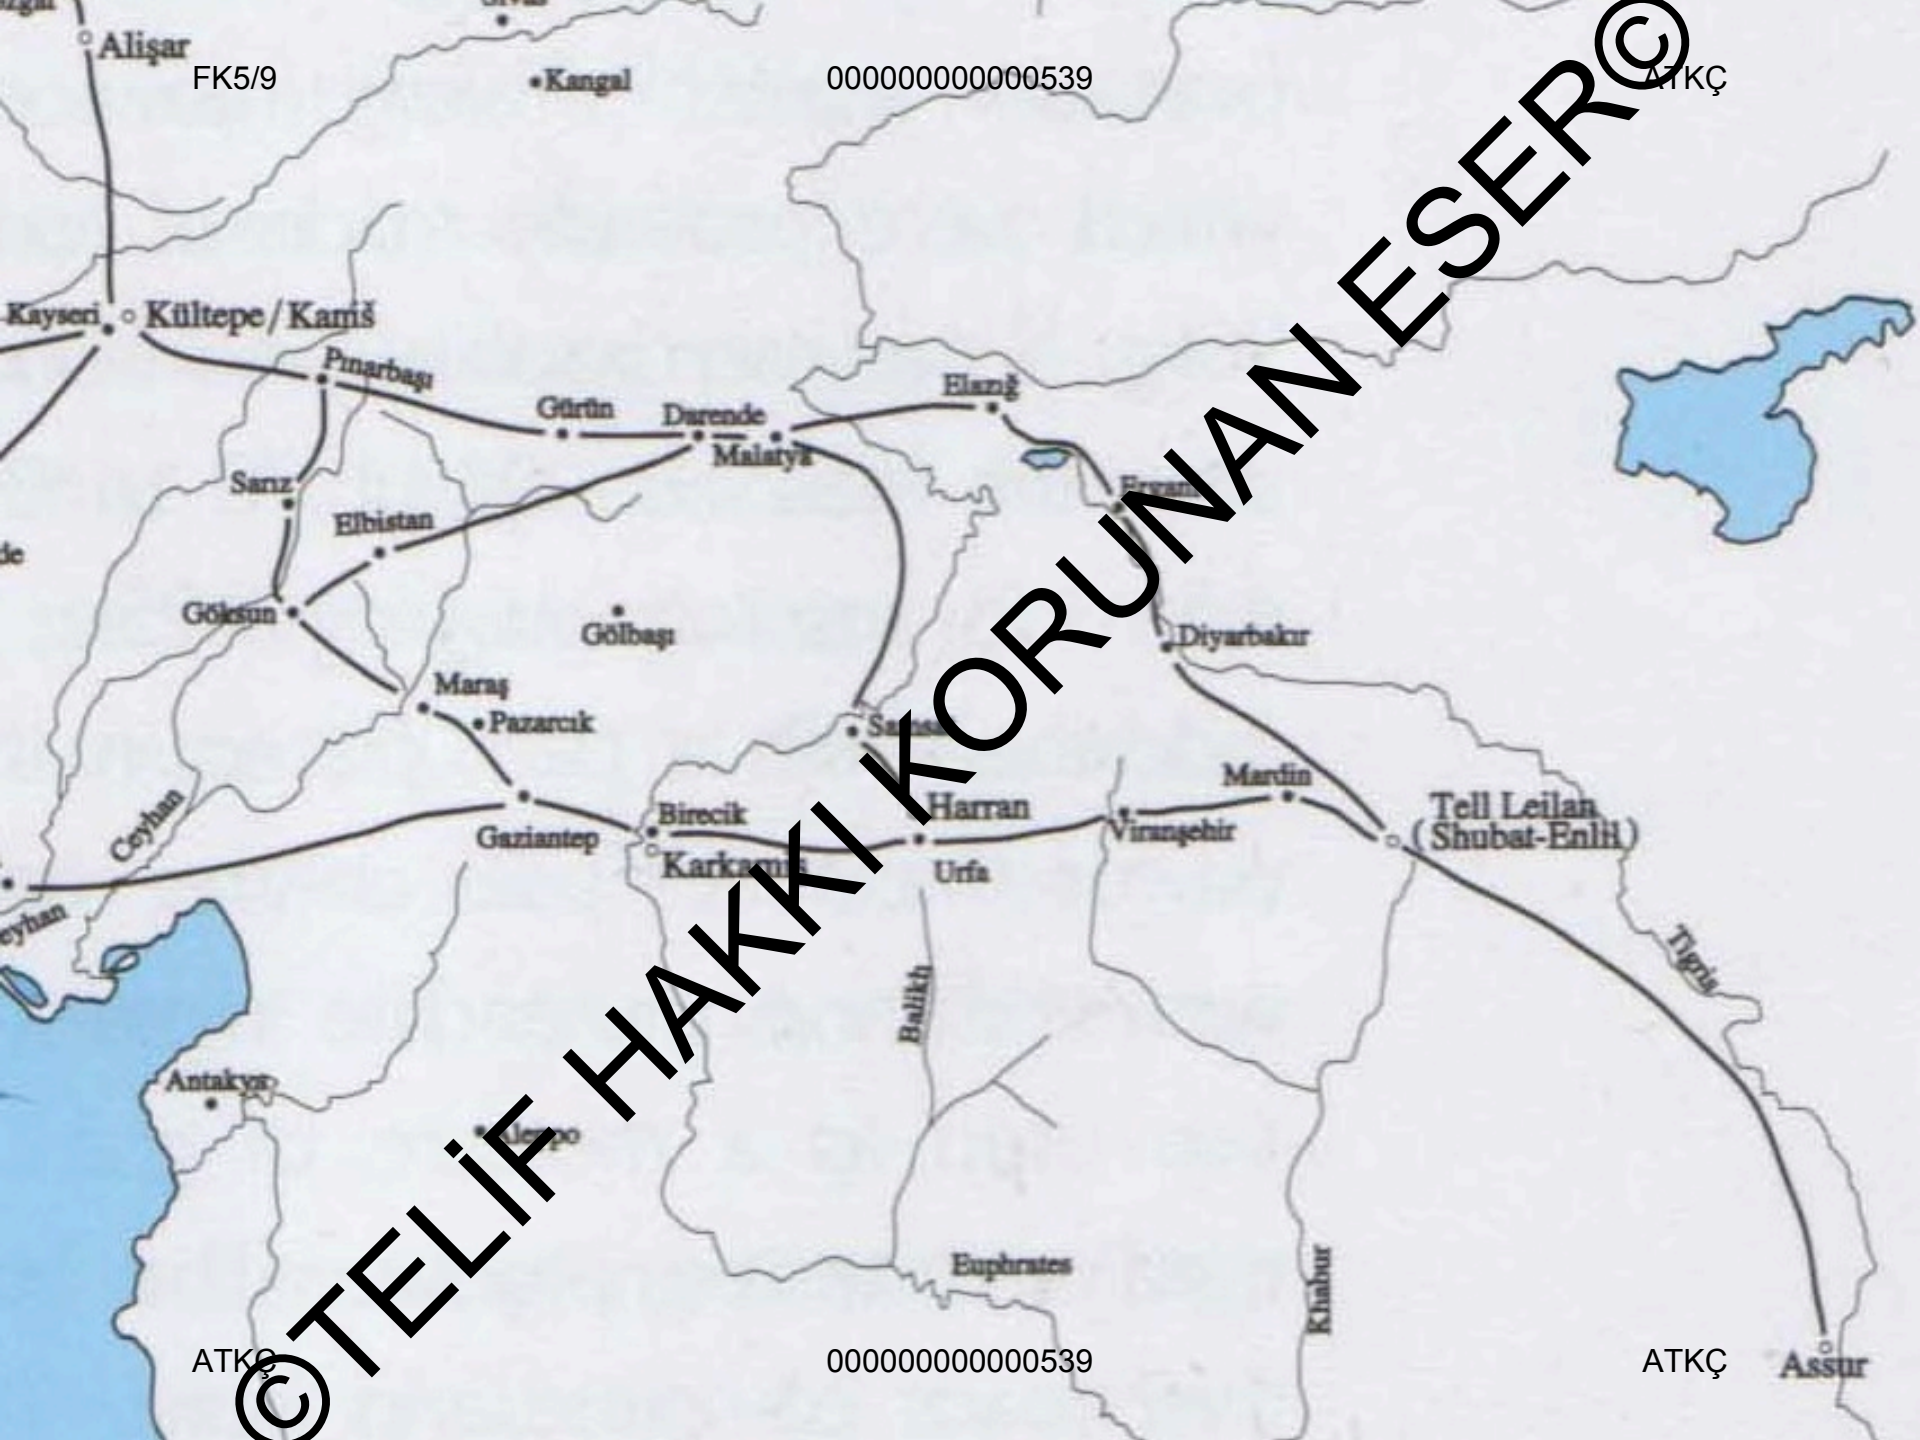 Alişar
FK5/9
000000000000539
ATKÇ
Kangal
Kayseri
Kültepe/Kaniš
Pınarbaşı
Gürün
Darende
Malatya
Elazığ
Sarız
Elbistan
Göksun
Gölbaşı
Diyarbakır
Maraş
Pazarcık
Gaziantep
Birecik
Karkamış
Harran
Urfa
Viranşehir
Mardin
Tell Leilan
(Shubat-Enlil)
Ceyhan
Tigris
Balikh
Antakya
Aleppo
Euphrates
Khabur
Assur
©TELİF HAKKI KORUNAN ESER©
ATKÇ
000000000000539
ATKÇ